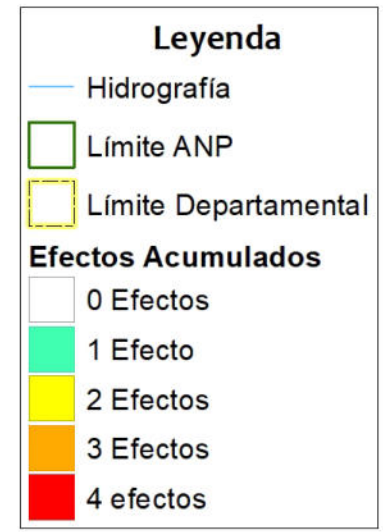 Leyenda
Hidrografía
Límite ANP
Límite Departamental
Efectos Acumulados
0 Efectos
1 Efecto
2 Efectos
3 Efectos
4 efectos